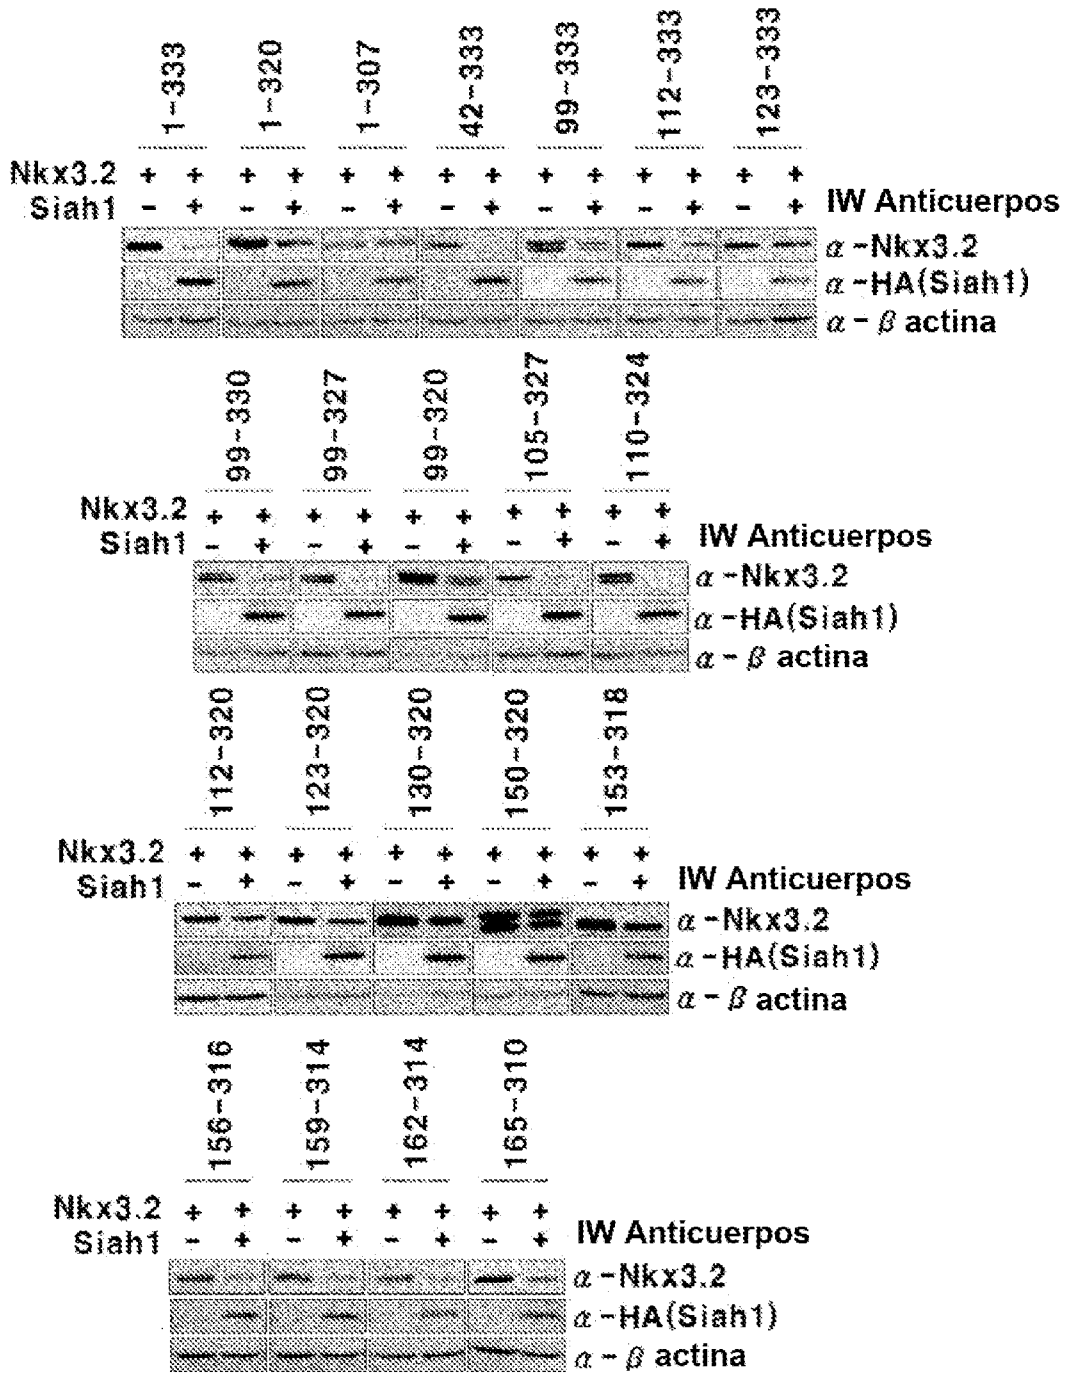 1-333 1-320 1-307 42-333 99-333 112-333 123-333
Nkx3.2 + + + + + + + + + + + + + +
Siah1 - + - + - + - + - + - + - + IW Anticuerpos
α-Nkx3.2
α-HA(Siah1)
α-β actina
99-330 99-327 99-320 105-327 110-324
Nkx3.2 + + + + + + + + + +
Siah1 - + - + - + - + - + IW Anticuerpos
α-Nkx3.2
α-HA(Siah1)
α-β actina
112-320 123-320 130-320 150-320 153-318
Nkx3.2 + + + + + + + + + +
Siah1 - + - + - + - + - + IW Anticuerpos
α-Nkx3.2
α-HA(Siah1)
α-β actina
156-316 159-314 162-314 165-310
Nkx3.2 + + + + + + + +
Siah1 - + - + - + - + IW Anticuerpos
α-Nkx3.2
α-HA(Siah1)
α-β actina